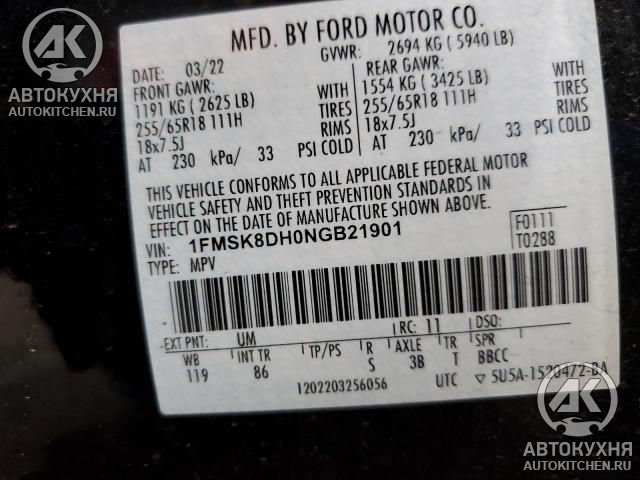 AK
АВТОКУХНЯ
AUTOKITCHEN.RU
MFD. BY FORD MOTOR CO.
DATE: 03/22 GVWR: 2694 KG ( 5940 LB)
FRONT GAWR: REAR GAWR:
1191 KG ( 2625 LB) WITH 1554 KG ( 3425 LB) WITH
255/65R18 111H TIRES 255/65R18 111H TIRES
18x7.5J RIMS 18x7.5J RIMS
AT 230 kPa/ 33 PSI COLD AT 230 kPa/ 33 PSI COLD
THIS VEHICLE CONFORMS TO ALL APPLICABLE FEDERAL MOTOR
VEHICLE SAFETY AND THEFT PREVENTION STANDARDS IN
EFFECT ON THE DATE OF MANUFACTURE SHOWN ABOVE.
VIN: 1FMSK8DH0NGB21901 F0111
TYPE: MPV T0288
EXT PNT: UM RC: 11 DSO:
WB INT TR TP/PS R AXLE TR SPR
119 86 S 3B T BBCC
1202203256056 UTC ▽ 5U5A-1520472-BA
AK
АВТОКУХНЯ
AUTOKITCHEN.RU